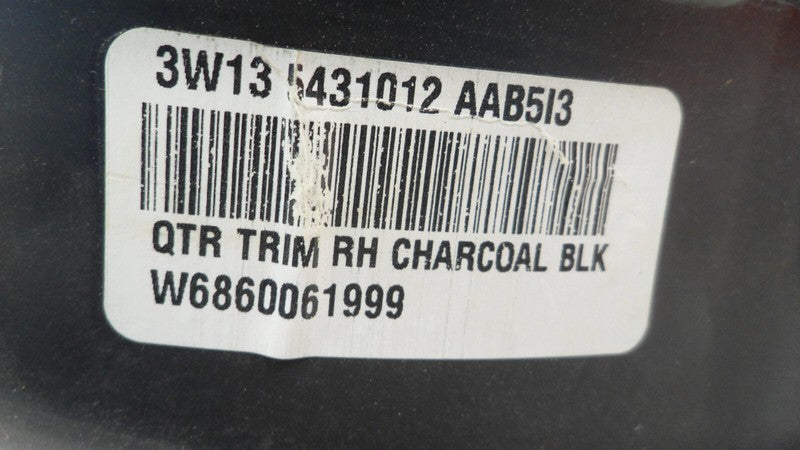 3W13 5431012 AAB5I3
QTR TRIM RH CHARCOAL BLK
W6860061999